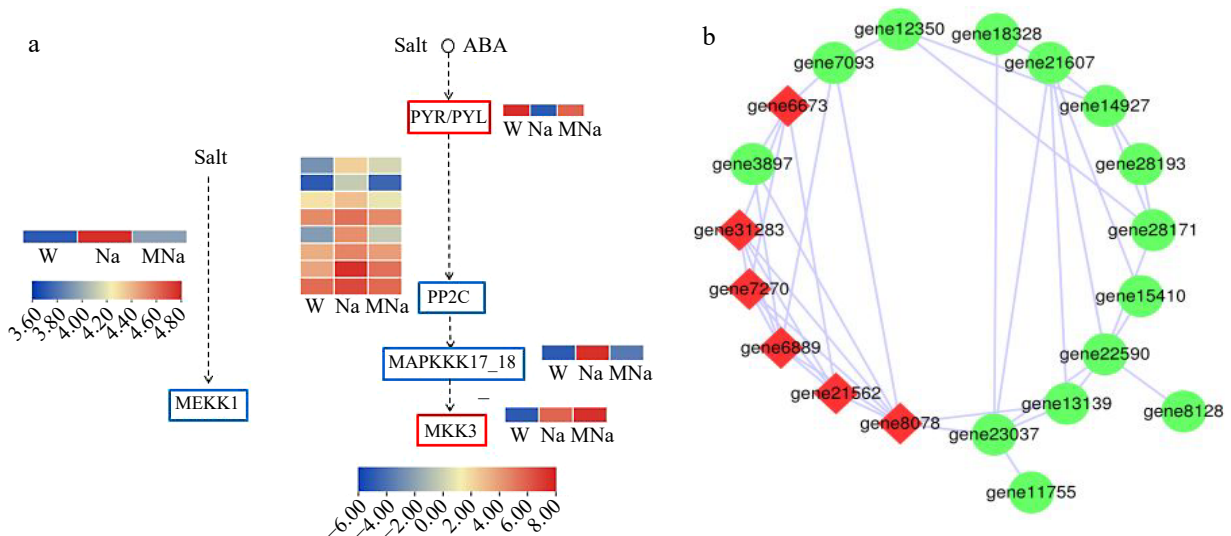 a
Salt
W Na MNa
3.60 3.80 4.00 4.20 4.40 4.60 4.80
MEKK1
Salt ABA
PYR/PYL
W Na MNa
W Na MNa
PP2C
MAPKKK17_18
W Na MNa
–
MKK3
W Na MNa
–6.00 –4.00 –2.00 0.00 2.00 4.00 6.00 8.00
b
gene12350
gene18328
gene7093
gene21607
gene6673
gene14927
gene3897
gene28193
gene31283
gene28171
gene7270
gene15410
gene6889
gene22590
gene21562
gene13139
gene8128
gene8078
gene23037
gene11755